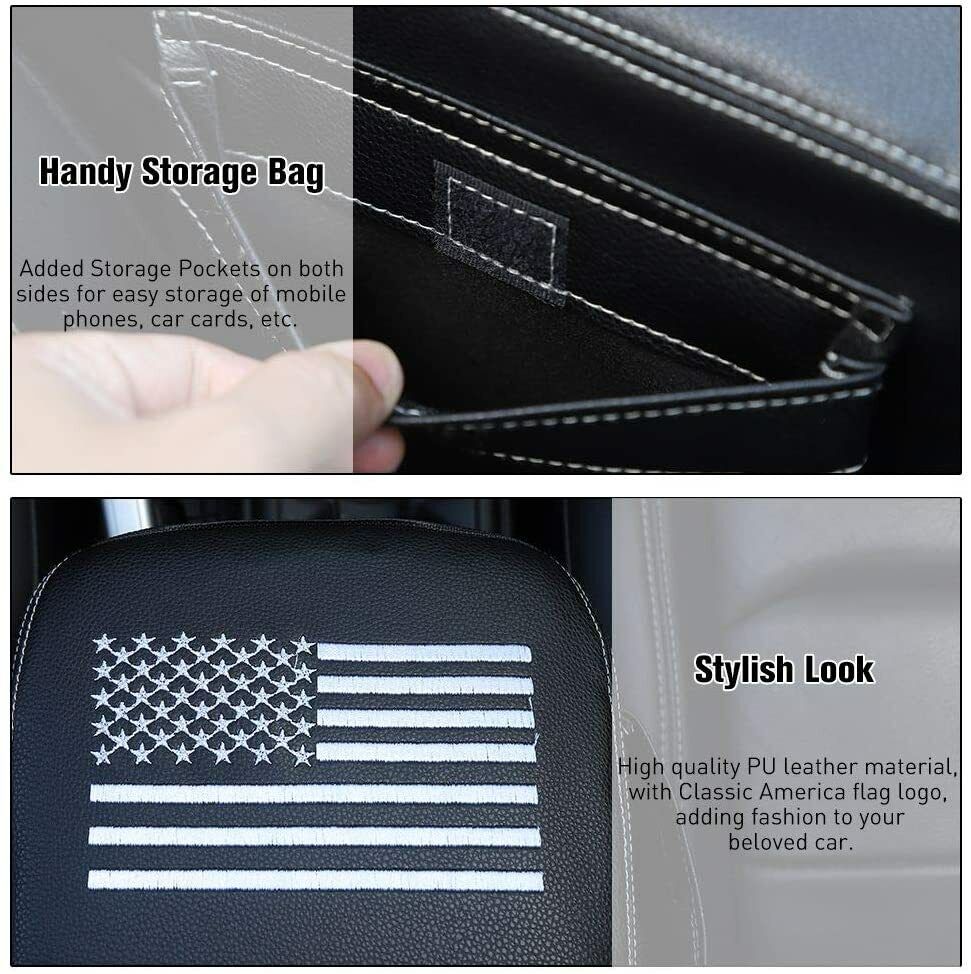 Handy Storage Bag
Added Storage Pockets on both
sides for easy storage of mobile
phones, car cards, etc.
Stylish Look
High quality PU leather material,
with Classic America flag logo,
adding fashion to your
beloved car.